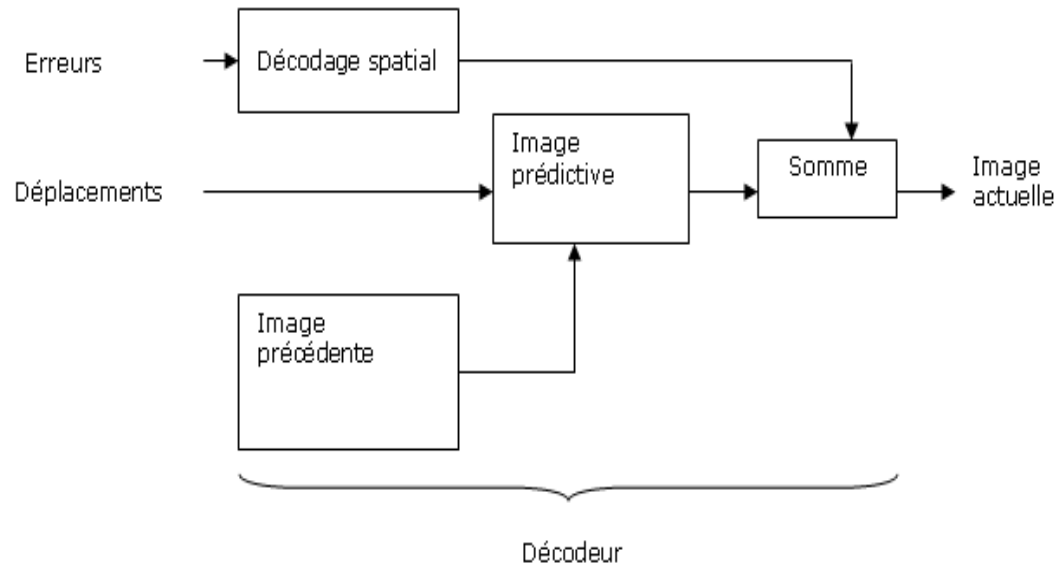 Erreurs
Décodage spatial
Déplacements
Image
prédictive
Somme
Image
actuelle
Image
précédente
Décodeur